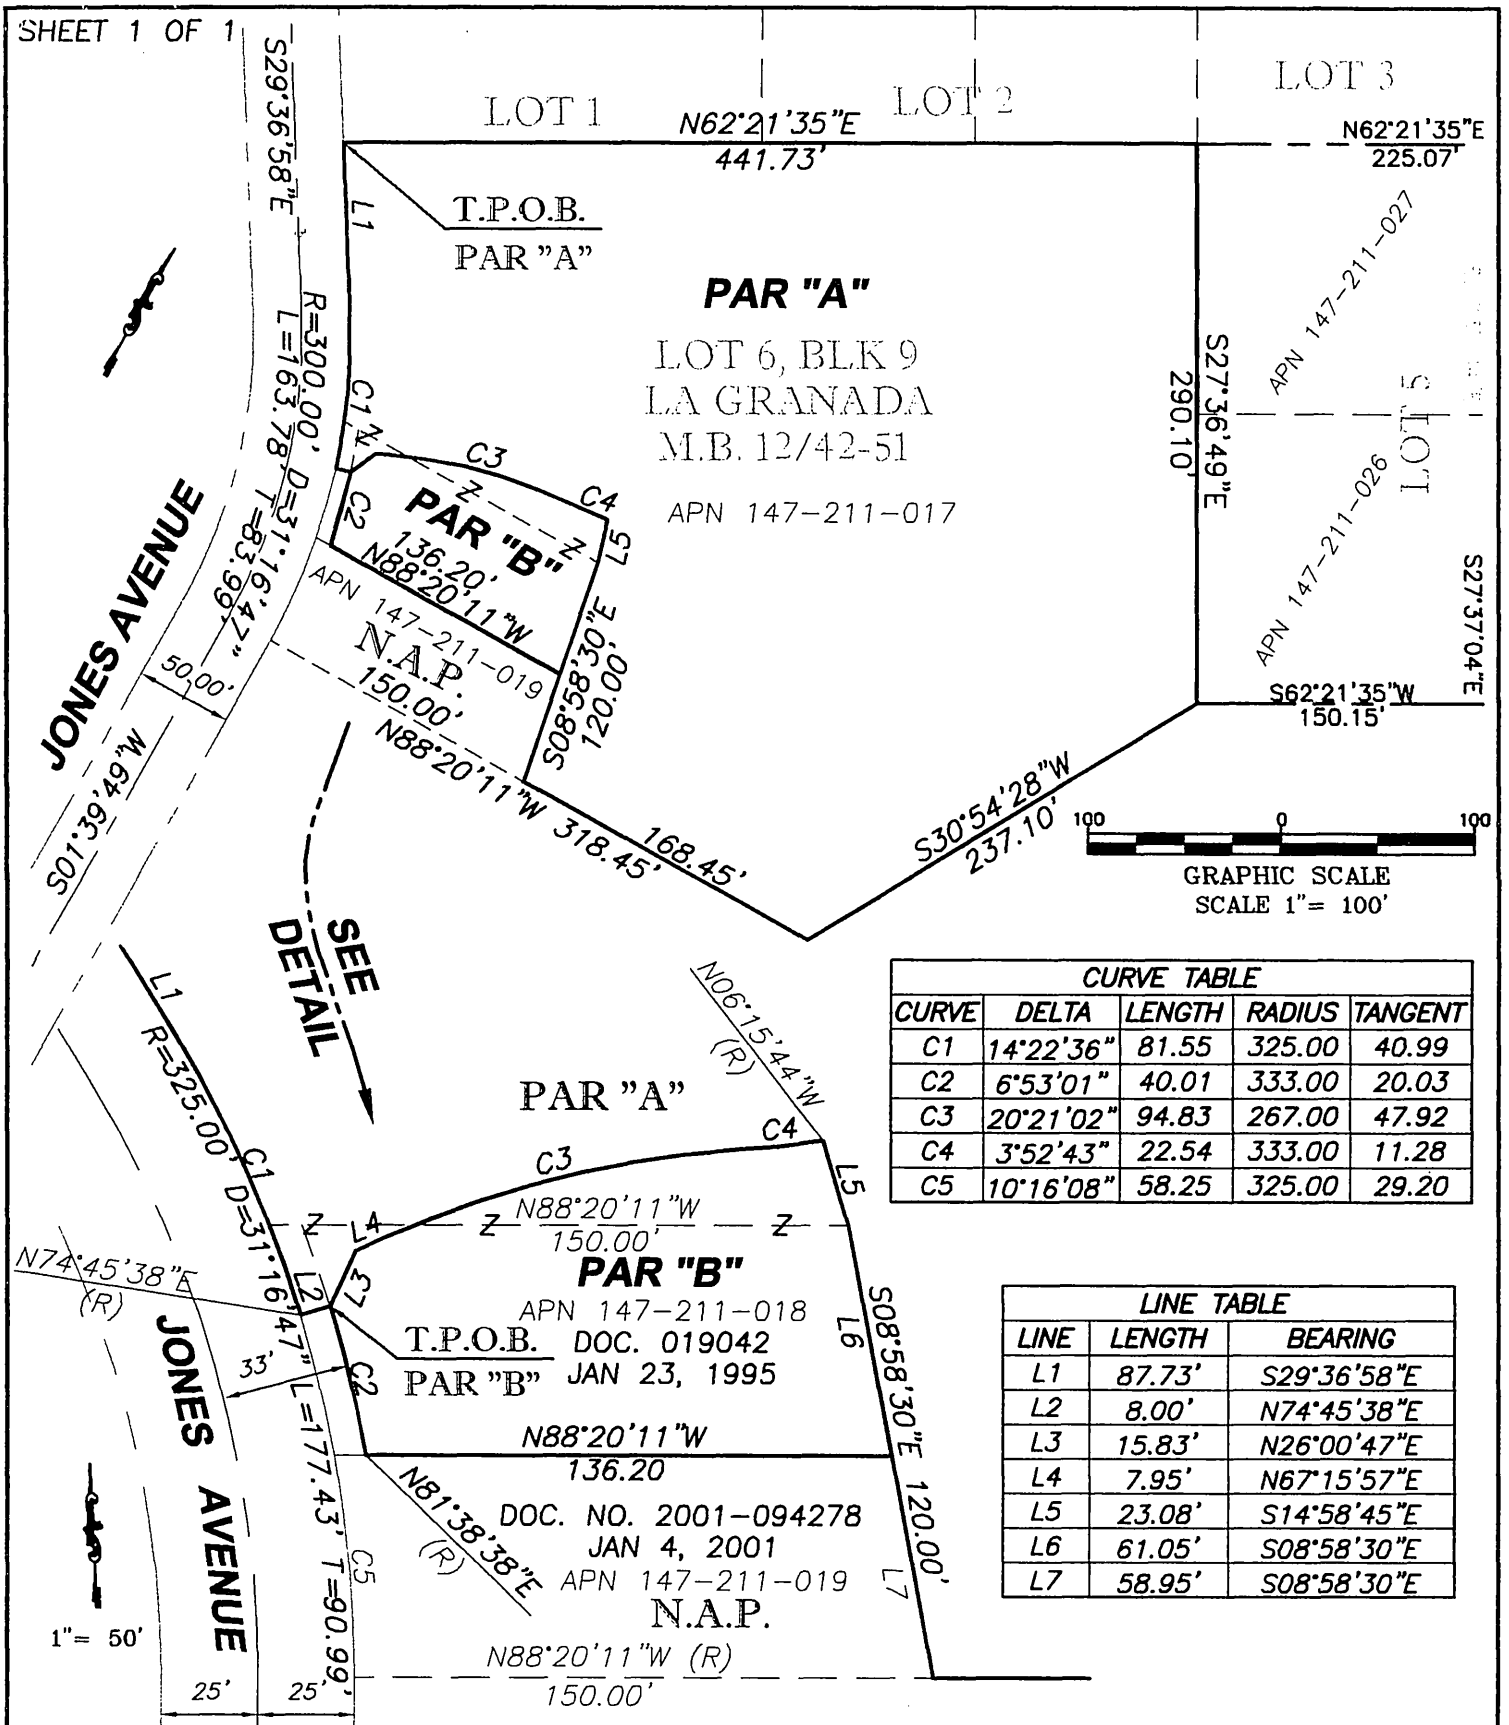 SHEET 1 OF 1
S29°36'58"E
LOT 1
LOT 2
LOT 3
N62°21'35"E
441.73'
N62°21'35"E
225.07'
L1
T.P.O.B.
PAR "A"
PAR "A"
LOT 6, BLK 9
LA GRANADA
M.B. 12/42-51
APN 147-211-017
S27°36'49"E
290.10'
APN 147-211-027
LOT 5
APN 147-211-026
S27°37'04"E
S62°21'35"W
150.15'
R=300.00' D=31°16'47"
L=163.78' T=83.99'
C1
Z
C3
Z
C4
C2
PAR "B"
Z
L5
136.20'
N88°20'11"W
APN 147-211-019
N.A.P.
150.00'
N88°20'11"W 318.45'
S08°58'30"E
120.00'
168.45'
S30°54'28"W
237.10'
JONES AVENUE
50.00'
S01°39'49"W
SEE
DETAIL
100 0 100
GRAPHIC SCALE
SCALE 1"= 100'
CURVE TABLE
CURVE DELTA LENGTH RADIUS TANGENT
C1 14°22'36" 81.55 325.00 40.99
C2 6°53'01" 40.01 333.00 20.03
C3 20°21'02" 94.83 267.00 47.92
C4 3°52'43" 22.54 333.00 11.28
C5 10°16'08" 58.25 325.00 29.20
LINE TABLE
LINE LENGTH BEARING
L1 87.73' S29°36'58"E
L2 8.00' N74°45'38"E
L3 15.83' N26°00'47"E
L4 7.95' N67°15'57"E
L5 23.08' S14°58'45"E
L6 61.05' S08°58'30"E
L7 58.95' S08°58'30"E
L1
R=325.00' D=31°16'47" L=177.43' T=90.99'
C1
N06°15'44"W
(R)
PAR "A"
C4
C3
L5
N88°20'11"W
150.00'
Z
L4
Z
Z
N74°45'38"E
(R)
L2
L3
PAR "B"
APN 147-211-018
T.P.O.B.
PAR "B"
DOC. 019042
JAN 23, 1995
L6
S08°58'30"E 120.00'
33'
C2
JONES AVENUE
N88°20'11"W
136.20
N81°38'38"E
(R)
DOC. NO. 2001-094278
JAN 4, 2001
APN 147-211-019
N.A.P.
C5
L7
1"= 50'
N88°20'11"W (R)
150.00'
25'
25'